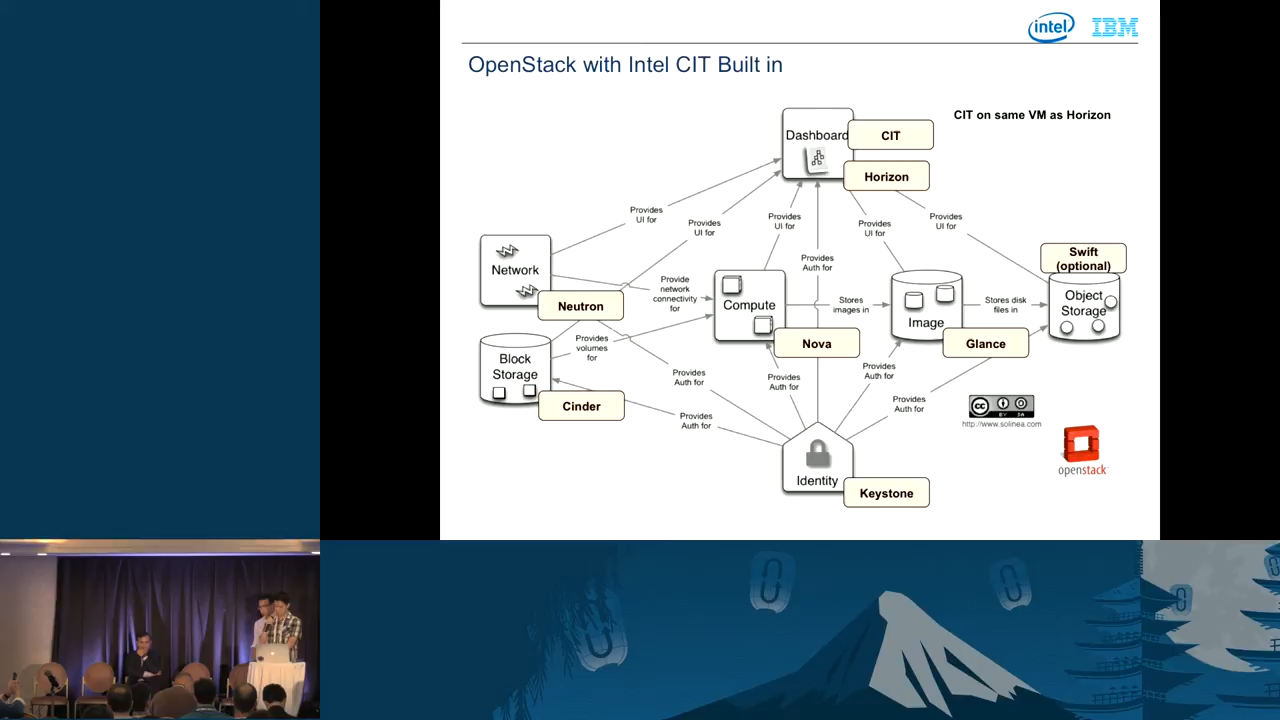 intel IBM
OpenStack with Intel CIT Built in
CIT on same VM as Horizon
Dashboard
CIT
Horizon
Provides
UI for
Provides
UI for
Provides
UI for
Provides
UI for
Provides
UI for
Provides
Auth for
Network
Neutron
Provide
network
connectivity
for
Compute
Nova
Stores
images in
Image
Glance
Stores disk
files in
Swift
(optional)
Object
Storage
Block
Storage
Cinder
Provides
volumes
for
Provides
Auth for
Provides
Auth for
Provides
Auth for
Provides
Auth for
Provides
Auth for
Identity
Keystone
cc
BY SA
http://www.solinea.com
openstack